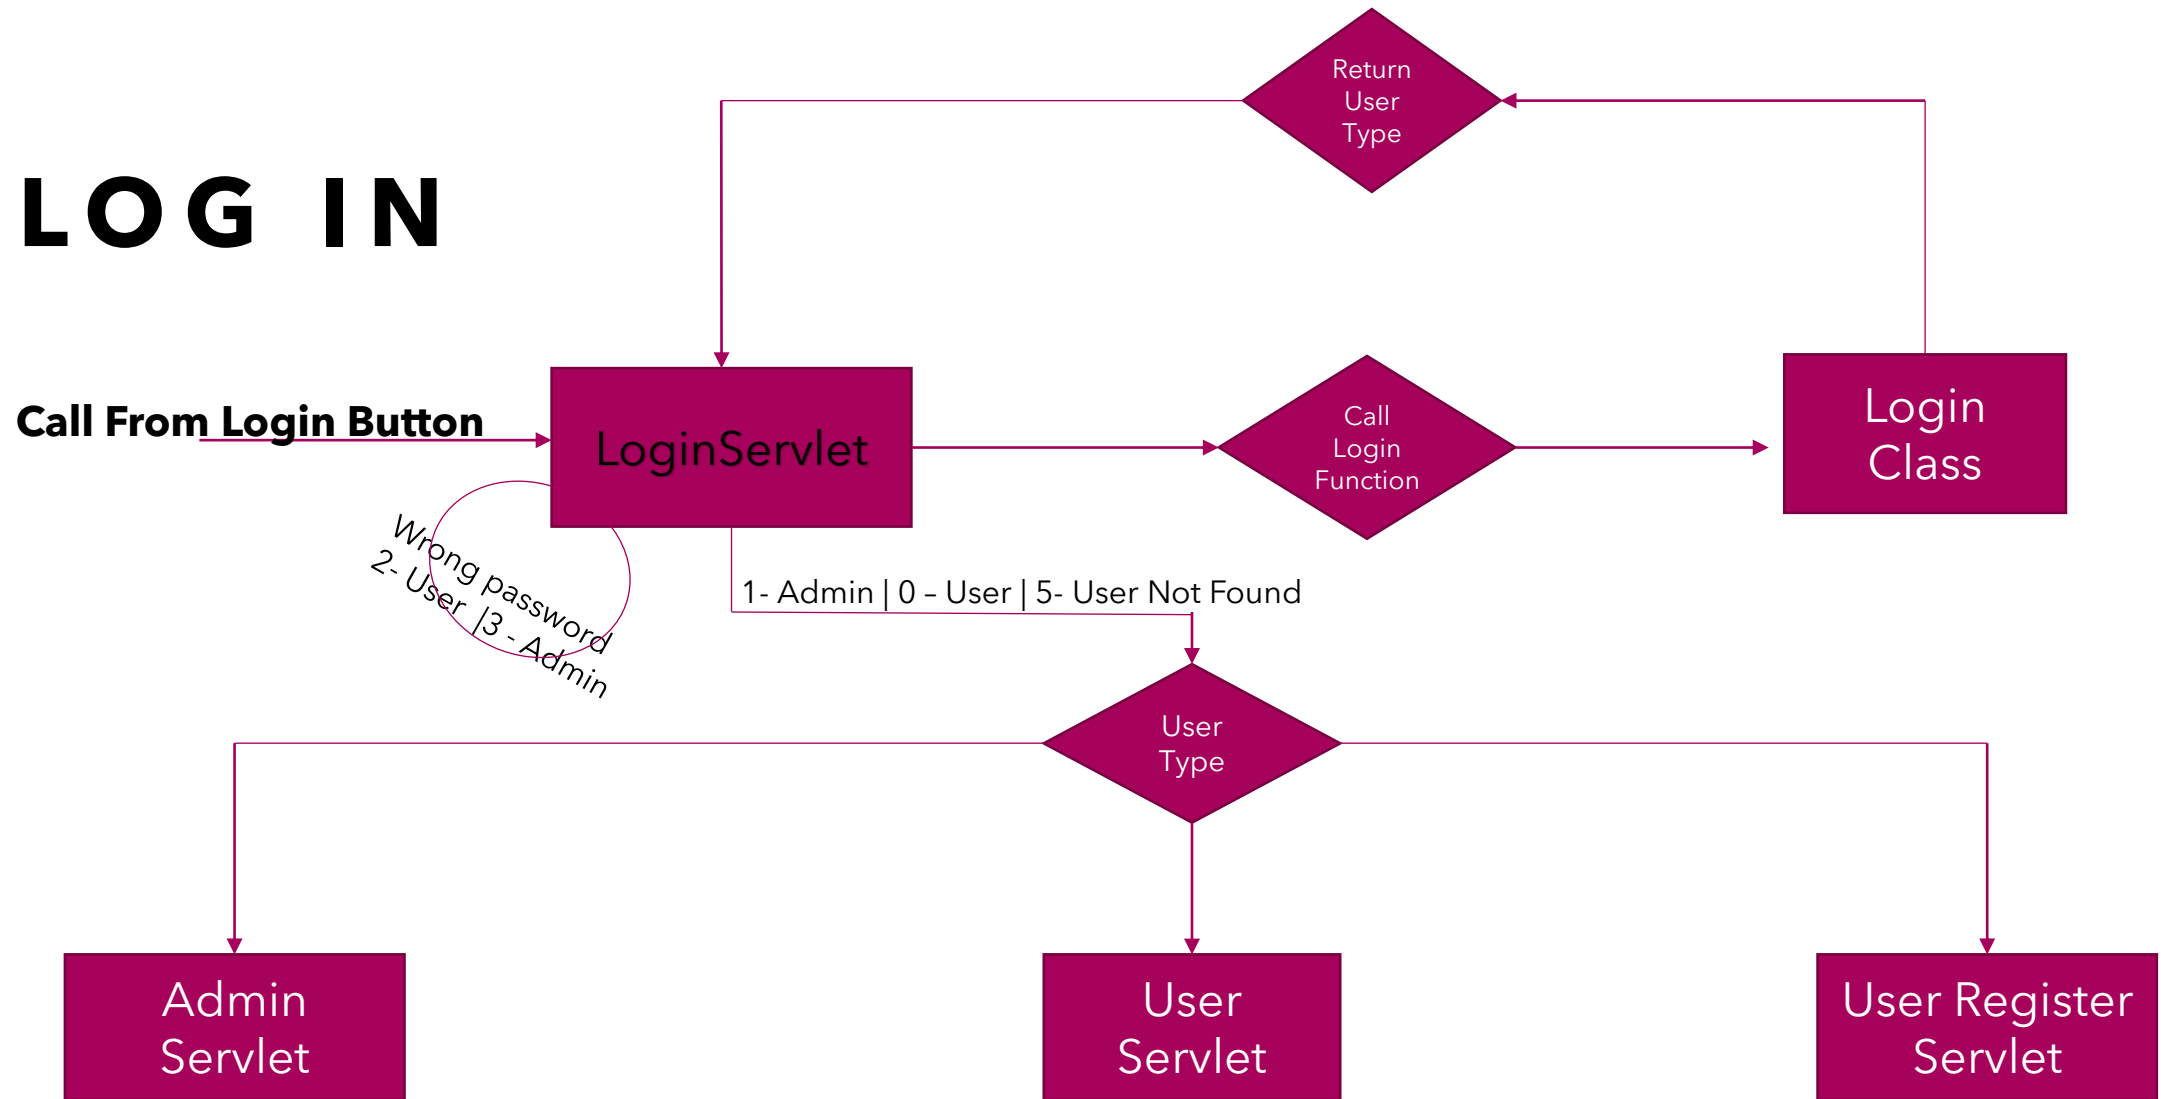 Return
User
Type
LOG IN
Call From Login Button
LoginServlet
Call
Login
Function
Login
Class
Wrong password
2- User |3 - Admin
1- Admin | 0 – User | 5- User Not Found
User
Type
Admin
Servlet
User
Servlet
User Register
Servlet